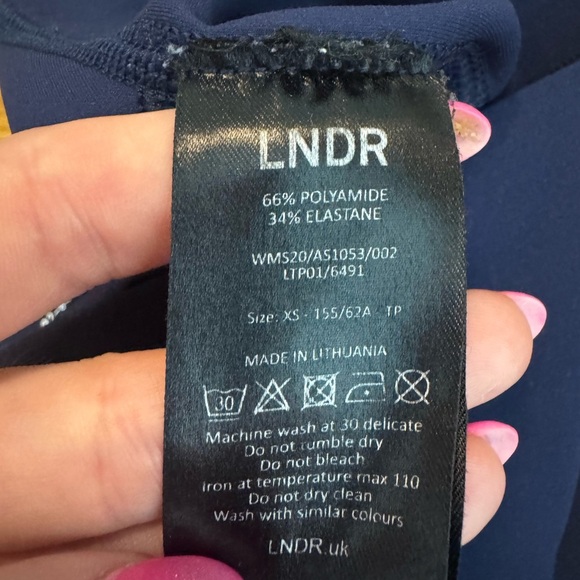 LNDR
66% POLYAMIDE
34% ELASTANE
WMS20/AS1053/002
LTP01/6491
Size: XS - 155/62A - TP
MADE IN LITHUANIA
30
Machine wash at 30 delicate
Do not tumble dry
Do not bleach
Iron at temperature max 110
Do not dry clean
Wash with similar colours
LNDR.uk